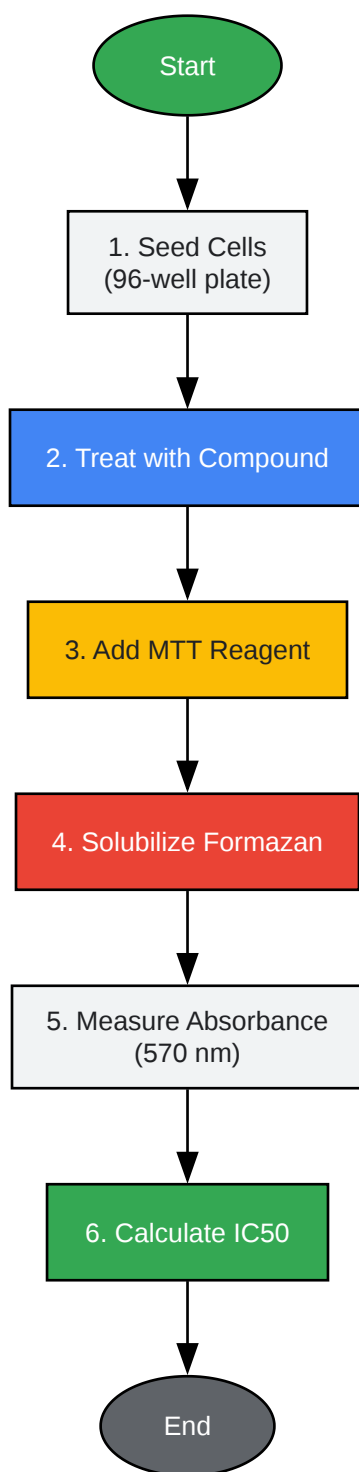 Start
1. Seed Cells
(96-well plate)
2. Treat with Compound
3. Add MTT Reagent
4. Solubilize Formazan
5. Measure Absorbance
(570 nm)
6. Calculate IC50
End